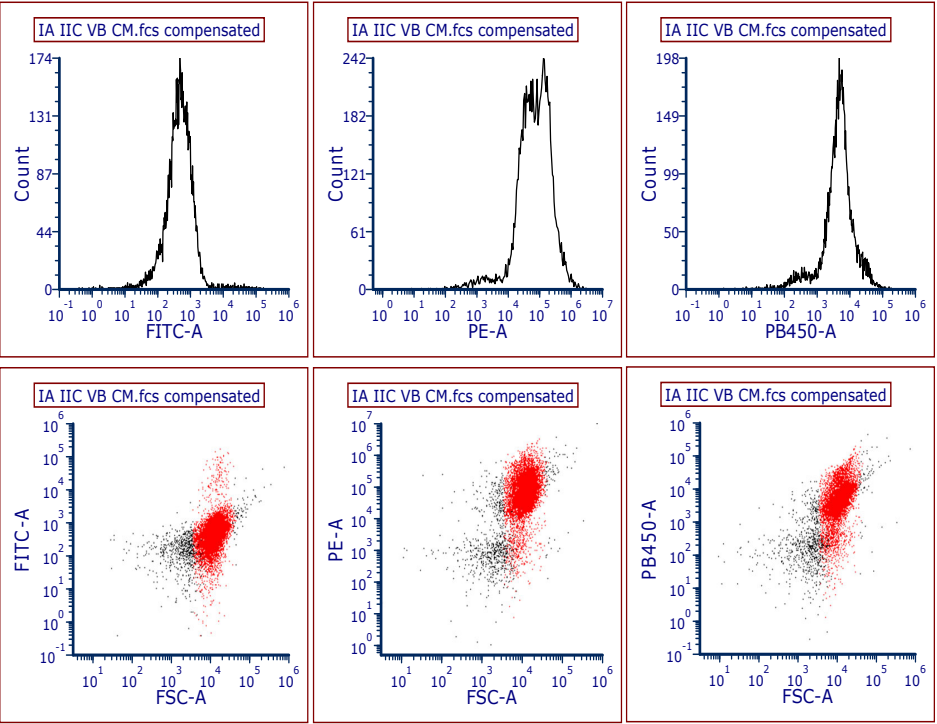 IA IIC VB CM.fcs compensated
174
131
87
44
0
Count
10^-1 10^0 10^1 10^2 10^3 10^4 10^5 10^6
FITC-A
IA IIC VB CM.fcs compensated
242
182
121
61
0
Count
10^0 10^1 10^2 10^3 10^4 10^5 10^6 10^7
PE-A
IA IIC VB CM.fcs compensated
198
149
99
50
0
Count
10^-1 10^0 10^1 10^2 10^3 10^4 10^5 10^6
PB450-A
IA IIC VB CM.fcs compensated
10^6
10^5
10^4
10^3
10^2
10^1
10^0
10^-1
FITC-A
10^1 10^2 10^3 10^4 10^5 10^6
FSC-A
IA IIC VB CM.fcs compensated
10^7
10^6
10^5
10^4
10^3
10^2
10^1
10^0
PE-A
10^1 10^2 10^3 10^4 10^5 10^6
FSC-A
IA IIC VB CM.fcs compensated
10^6
10^5
10^4
10^3
10^2
10^1
10^0
10^-1
PB450-A
10^1 10^2 10^3 10^4 10^5 10^6
FSC-A